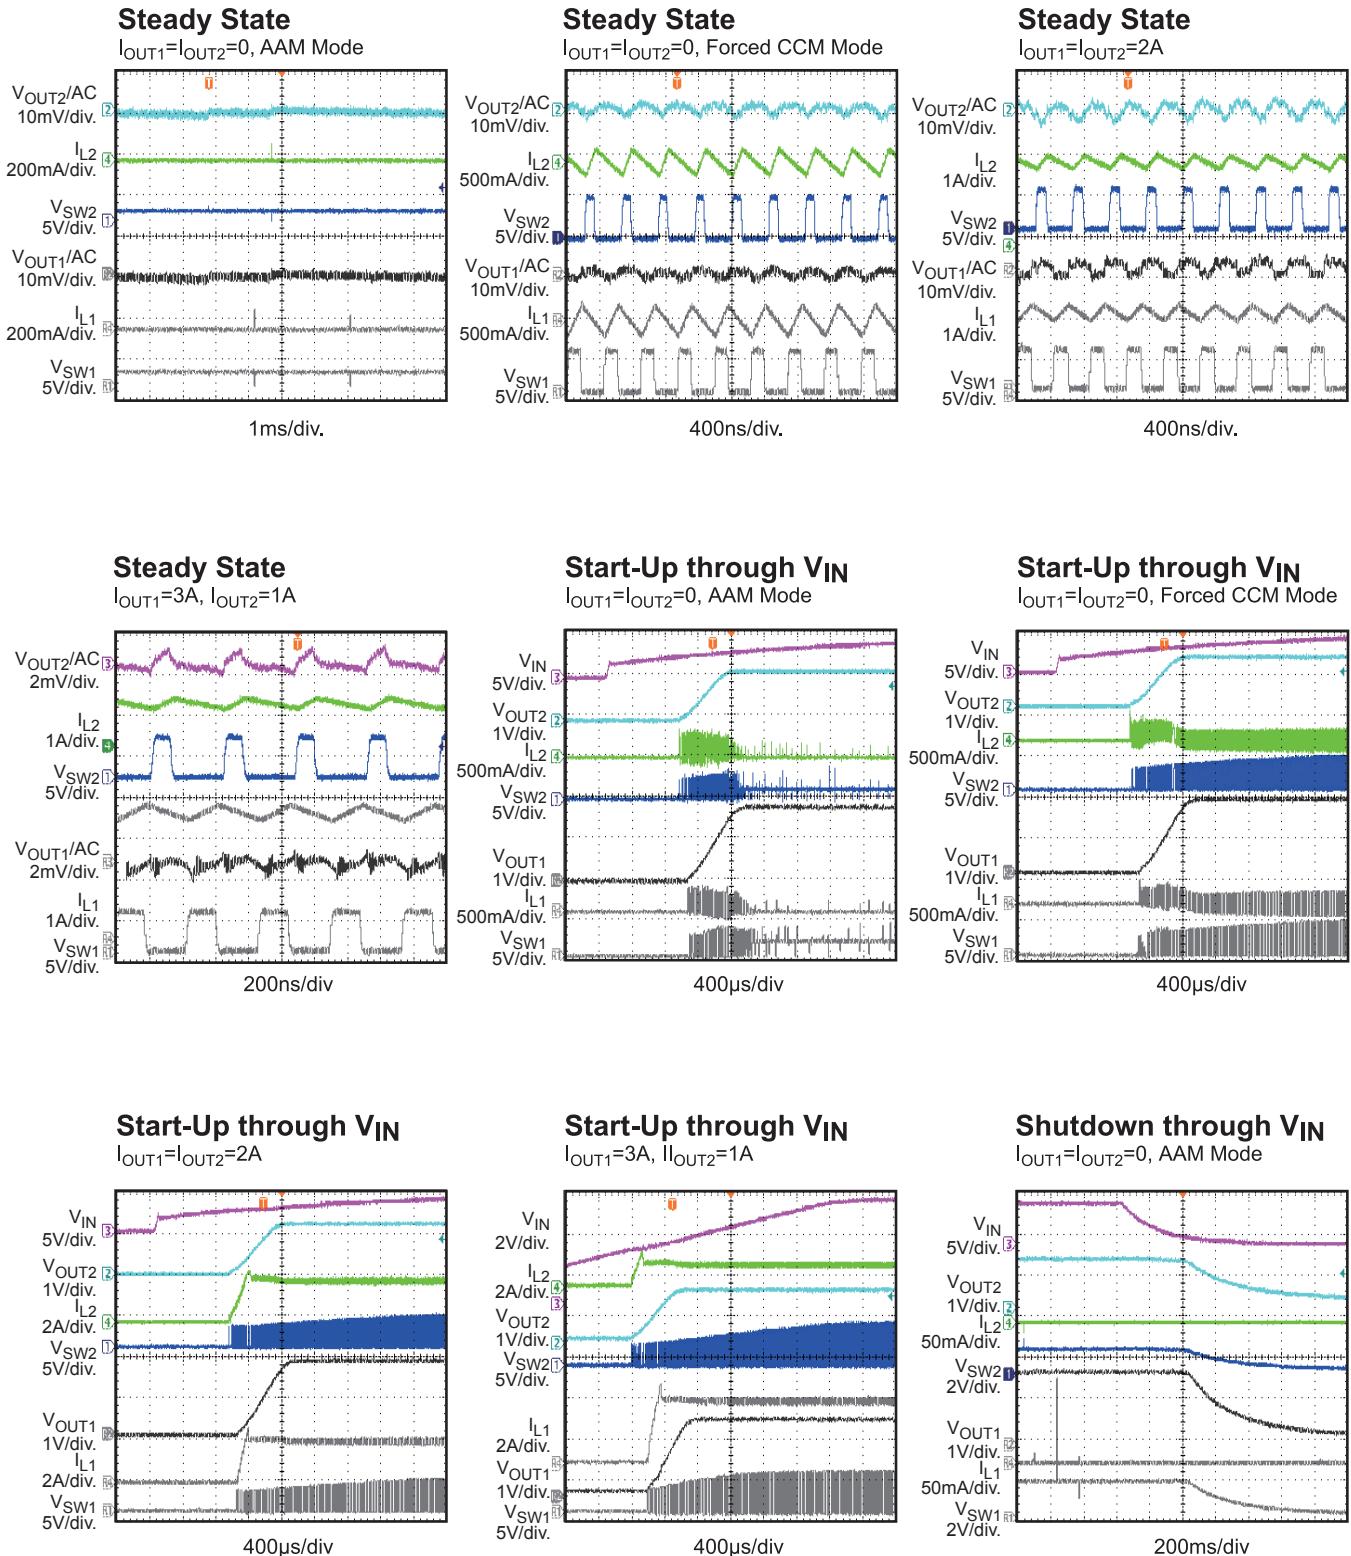 Steady State
IOUT1=IOUT2=0, AAM Mode
VOUT2/AC
10mV/div.
IL2
200mA/div.
VSW2
5V/div.
VOUT1/AC
10mV/div.
IL1
200mA/div.
VSW1
5V/div.
1ms/div.
Steady State
IOUT1=IOUT2=0, Forced CCM Mode
VOUT2/AC
10mV/div.
IL2
500mA/div.
VSW2
5V/div.
VOUT1/AC
10mV/div.
IL1
500mA/div.
VSW1
5V/div.
400ns/div.
Steady State
IOUT1=IOUT2=2A
VOUT2/AC
10mV/div.
IL2
1A/div.
VSW2
5V/div.
VOUT1/AC
10mV/div.
IL1
1A/div.
VSW1
5V/div.
400ns/div.
Steady State
IOUT1=3A, IOUT2=1A
VOUT2/AC
2mV/div.
IL2
1A/div.
VSW2
5V/div.
VOUT1/AC
2mV/div.
IL1
1A/div.
VSW1
5V/div.
200ns/div
Start-Up through VIN
IOUT1=IOUT2=0, AAM Mode
VIN
5V/div.
VOUT2
1V/div.
IL2
500mA/div.
VSW2
5V/div.
VOUT1
1V/div.
IL1
500mA/div.
VSW1
5V/div.
400µs/div
Start-Up through VIN
IOUT1=IOUT2=0, Forced CCM Mode
VIN
5V/div.
VOUT2
1V/div.
IL2
500mA/div.
VSW2
5V/div.
VOUT1
1V/div.
IL1
500mA/div.
VSW1
5V/div.
400µs/div
Start-Up through VIN
IOUT1=IOUT2=2A
VIN
5V/div.
VOUT2
1V/div.
IL2
2A/div.
VSW2
5V/div.
VOUT1
1V/div.
IL1
2A/div.
VSW1
5V/div.
400µs/div
Start-Up through VIN
IOUT1=3A, IIOUT2=1A
VIN
2V/div.
IL2
2A/div.
VOUT2
1V/div.
VSW2
5V/div.
IL1
2A/div.
VOUT1
1V/div.
VSW1
5V/div.
400µs/div
Shutdown through VIN
IOUT1=IOUT2=0, AAM Mode
VIN
5V/div.
VOUT2
1V/div.
IL2
50mA/div.
VSW2
2V/div.
VOUT1
1V/div.
IL1
50mA/div.
VSW1
2V/div.
200ms/div